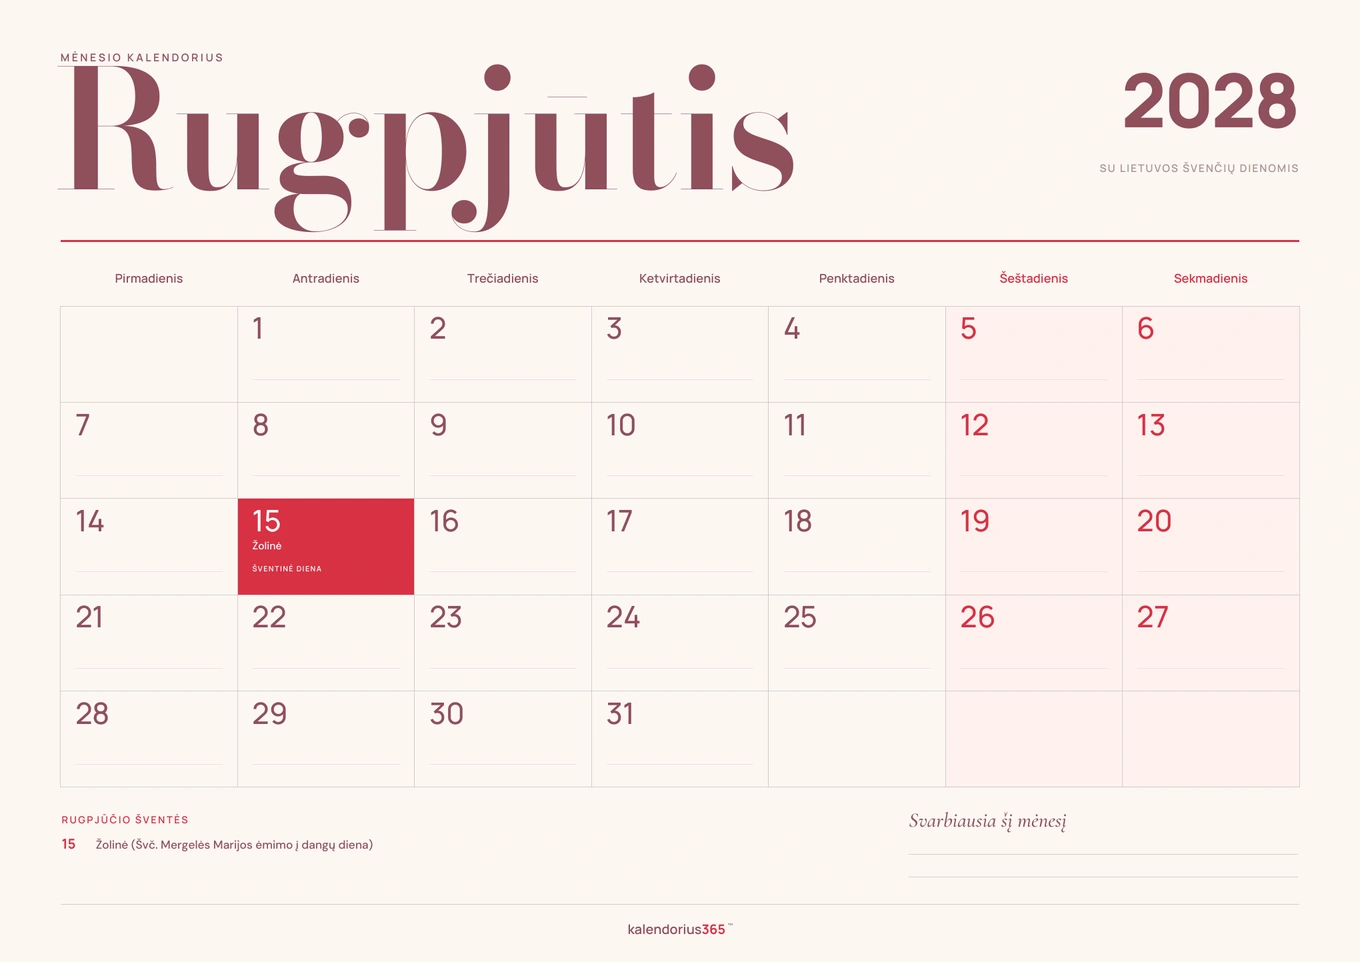 MĖNESIO KALENDORIUS
Rugpjūtis
2028
SU LIETUVOS ŠVENČIŲ DIENOMIS
Pirmadienis Antradienis Trečiadienis Ketvirtadienis Penktadienis Šeštadienis Sekmadienis
1 2 3 4 5 6
7 8 9 10 11 12 13
14 15 16 17 18 19 20
Žolinė
ŠVENTINĖ DIENA
21 22 23 24 25 26 27
28 29 30 31
RUGPJŪČIO ŠVENTĖS
15 Žolinė (Švč. Mergelės Marijos ėmimo į dangų diena)
Svarbiausia šį mėnesį
kalendorius365™